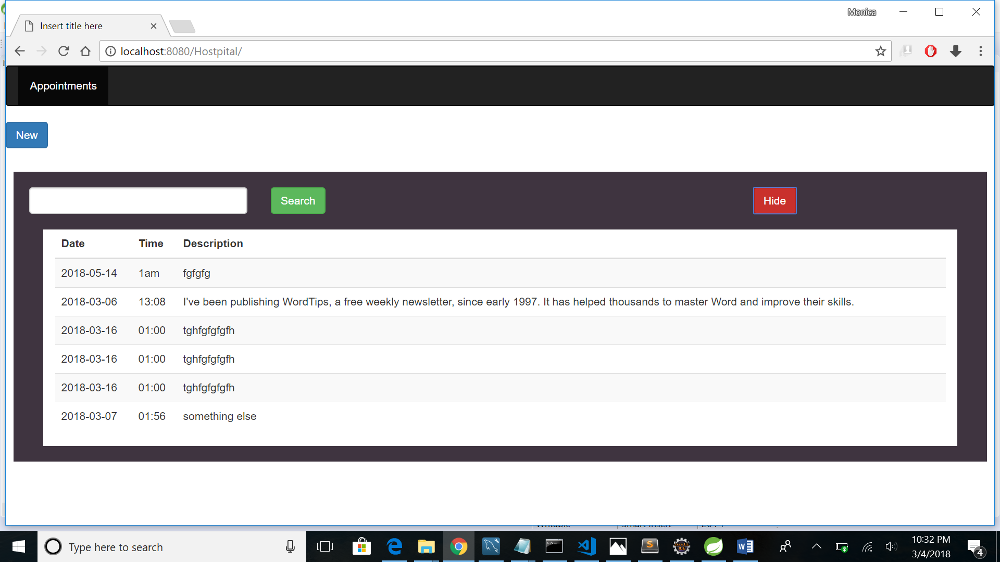 Monica
Insert title here
localhost:8080/Hostpital/
Appointments
New
Search
Hide
Date Time Description
2018-05-14 1am fgfgfg
2018-03-06 13:08 I've been publishing WordTips, a free weekly newsletter, since early 1997. It has helped thousands to master Word and improve their skills.
2018-03-16 01:00 tghfgfgfgfh
2018-03-16 01:00 tghfgfgfgfh
2018-03-16 01:00 tghfgfgfgfh
2018-03-07 01:56 something else
Type here to search
10:32 PM
3/4/2018
4